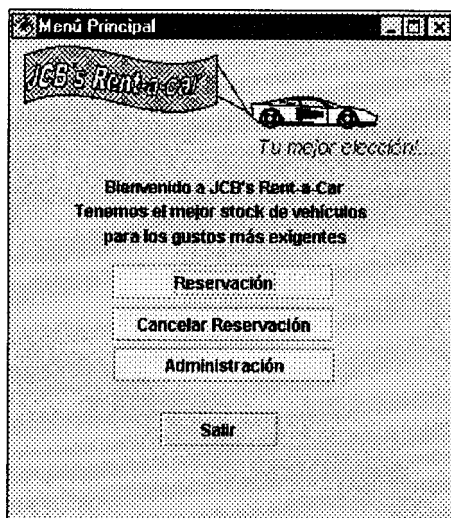 Menú Principal
JCB's Rent-a-car
Tu mejor elección!...
Bienvenido a JCB's Rent-a-Car
Tenemos el mejor stock de vehículos
para los gustos más exigentes
Reservación
Cancelar Reservación
Administración
Salir